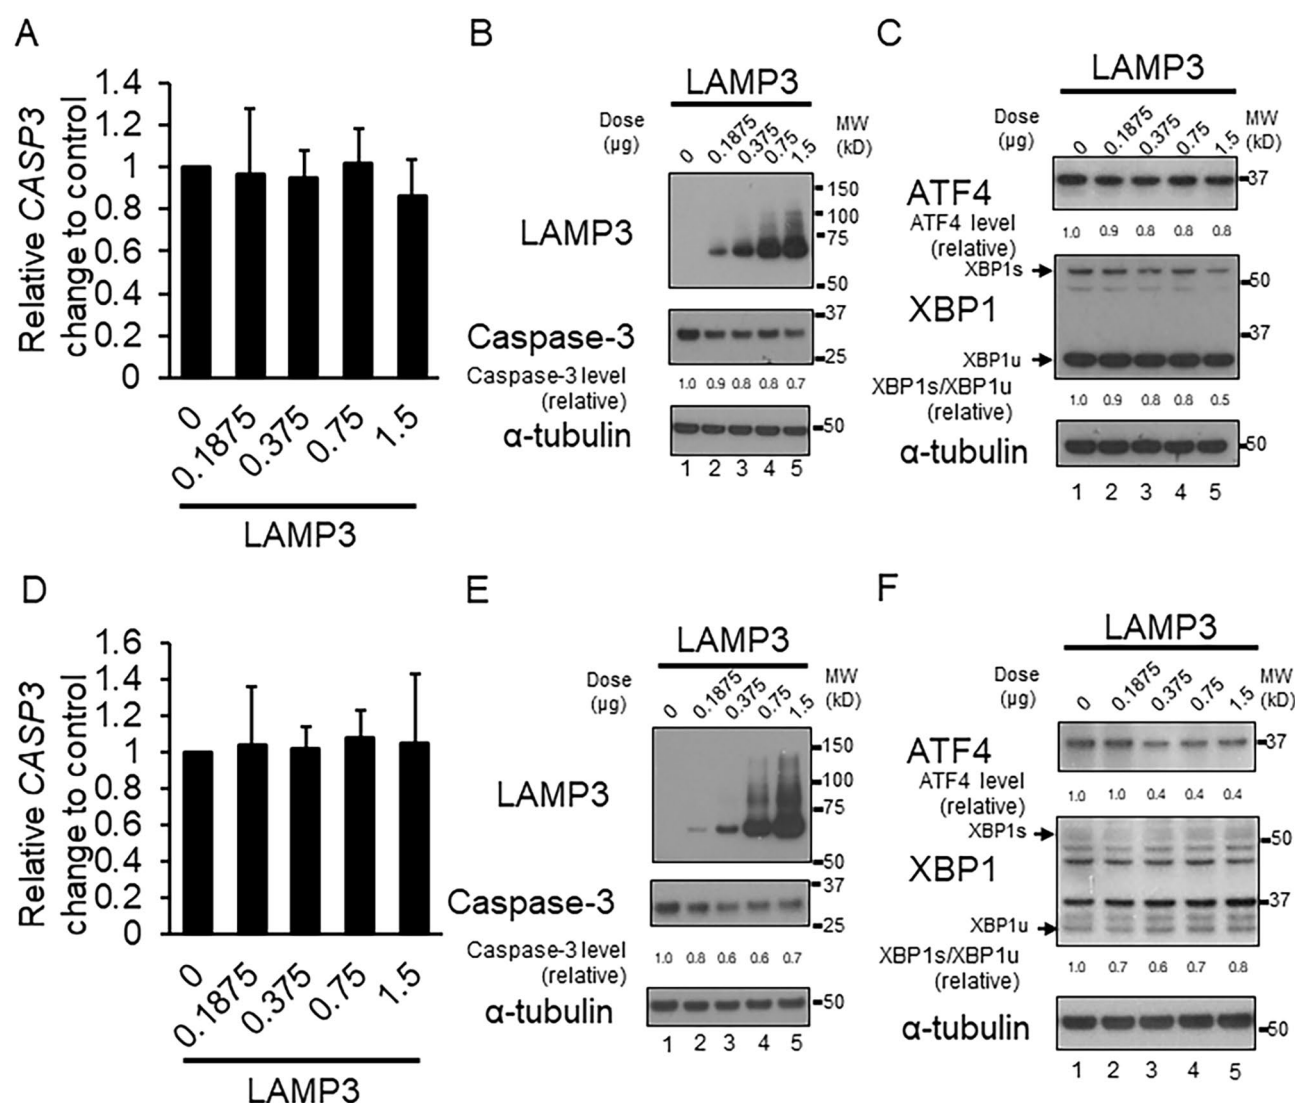 A
Relative CASP3
change to control
1.4
1.2
1
0.8
0.6
0.4
0.2
0
0 0.1875 0.375 0.75 1.5
LAMP3
B
LAMP3
Dose
(µg)
0 0.1875 0.375 0.75 1.5
MW
(kD)
LAMP3
150
100
75
50
Caspase-3
37
25
Caspase-3 level
(relative)
1.0 0.9 0.8 0.8 0.7
α-tubulin
50
1 2 3 4 5
C
LAMP3
Dose
(µg)
0 0.1875 0.375 0.75 1.5
MW
(kD)
ATF4
37
ATF4 level
(relative)
1.0 0.9 0.8 0.8 0.8
XBP1s
50
XBP1
37
XBP1u
XBP1s/XBP1u
(relative)
1.0 0.9 0.8 0.8 0.5
α-tubulin
50
1 2 3 4 5
D
Relative CASP3
change to control
1.6
1.4
1.2
1
0.8
0.6
0.4
0.2
0
0 0.1875 0.375 0.75 1.5
LAMP3
E
LAMP3
Dose
(µg)
0 0.1875 0.375 0.75 1.5
MW
(kD)
LAMP3
150
100
75
50
Caspase-3
37
25
Caspase-3 level
(relative)
1.0 0.8 0.6 0.6 0.7
α-tubulin
50
1 2 3 4 5
F
LAMP3
Dose
(µg)
0 0.1875 0.375 0.75 1.5
MW
(kD)
ATF4
37
ATF4 level
(relative)
1.0 1.0 0.4 0.4 0.4
XBP1s
50
XBP1
37
XBP1u
XBP1s/XBP1u
(relative)
1.0 0.7 0.6 0.7 0.8
α-tubulin
50
1 2 3 4 5